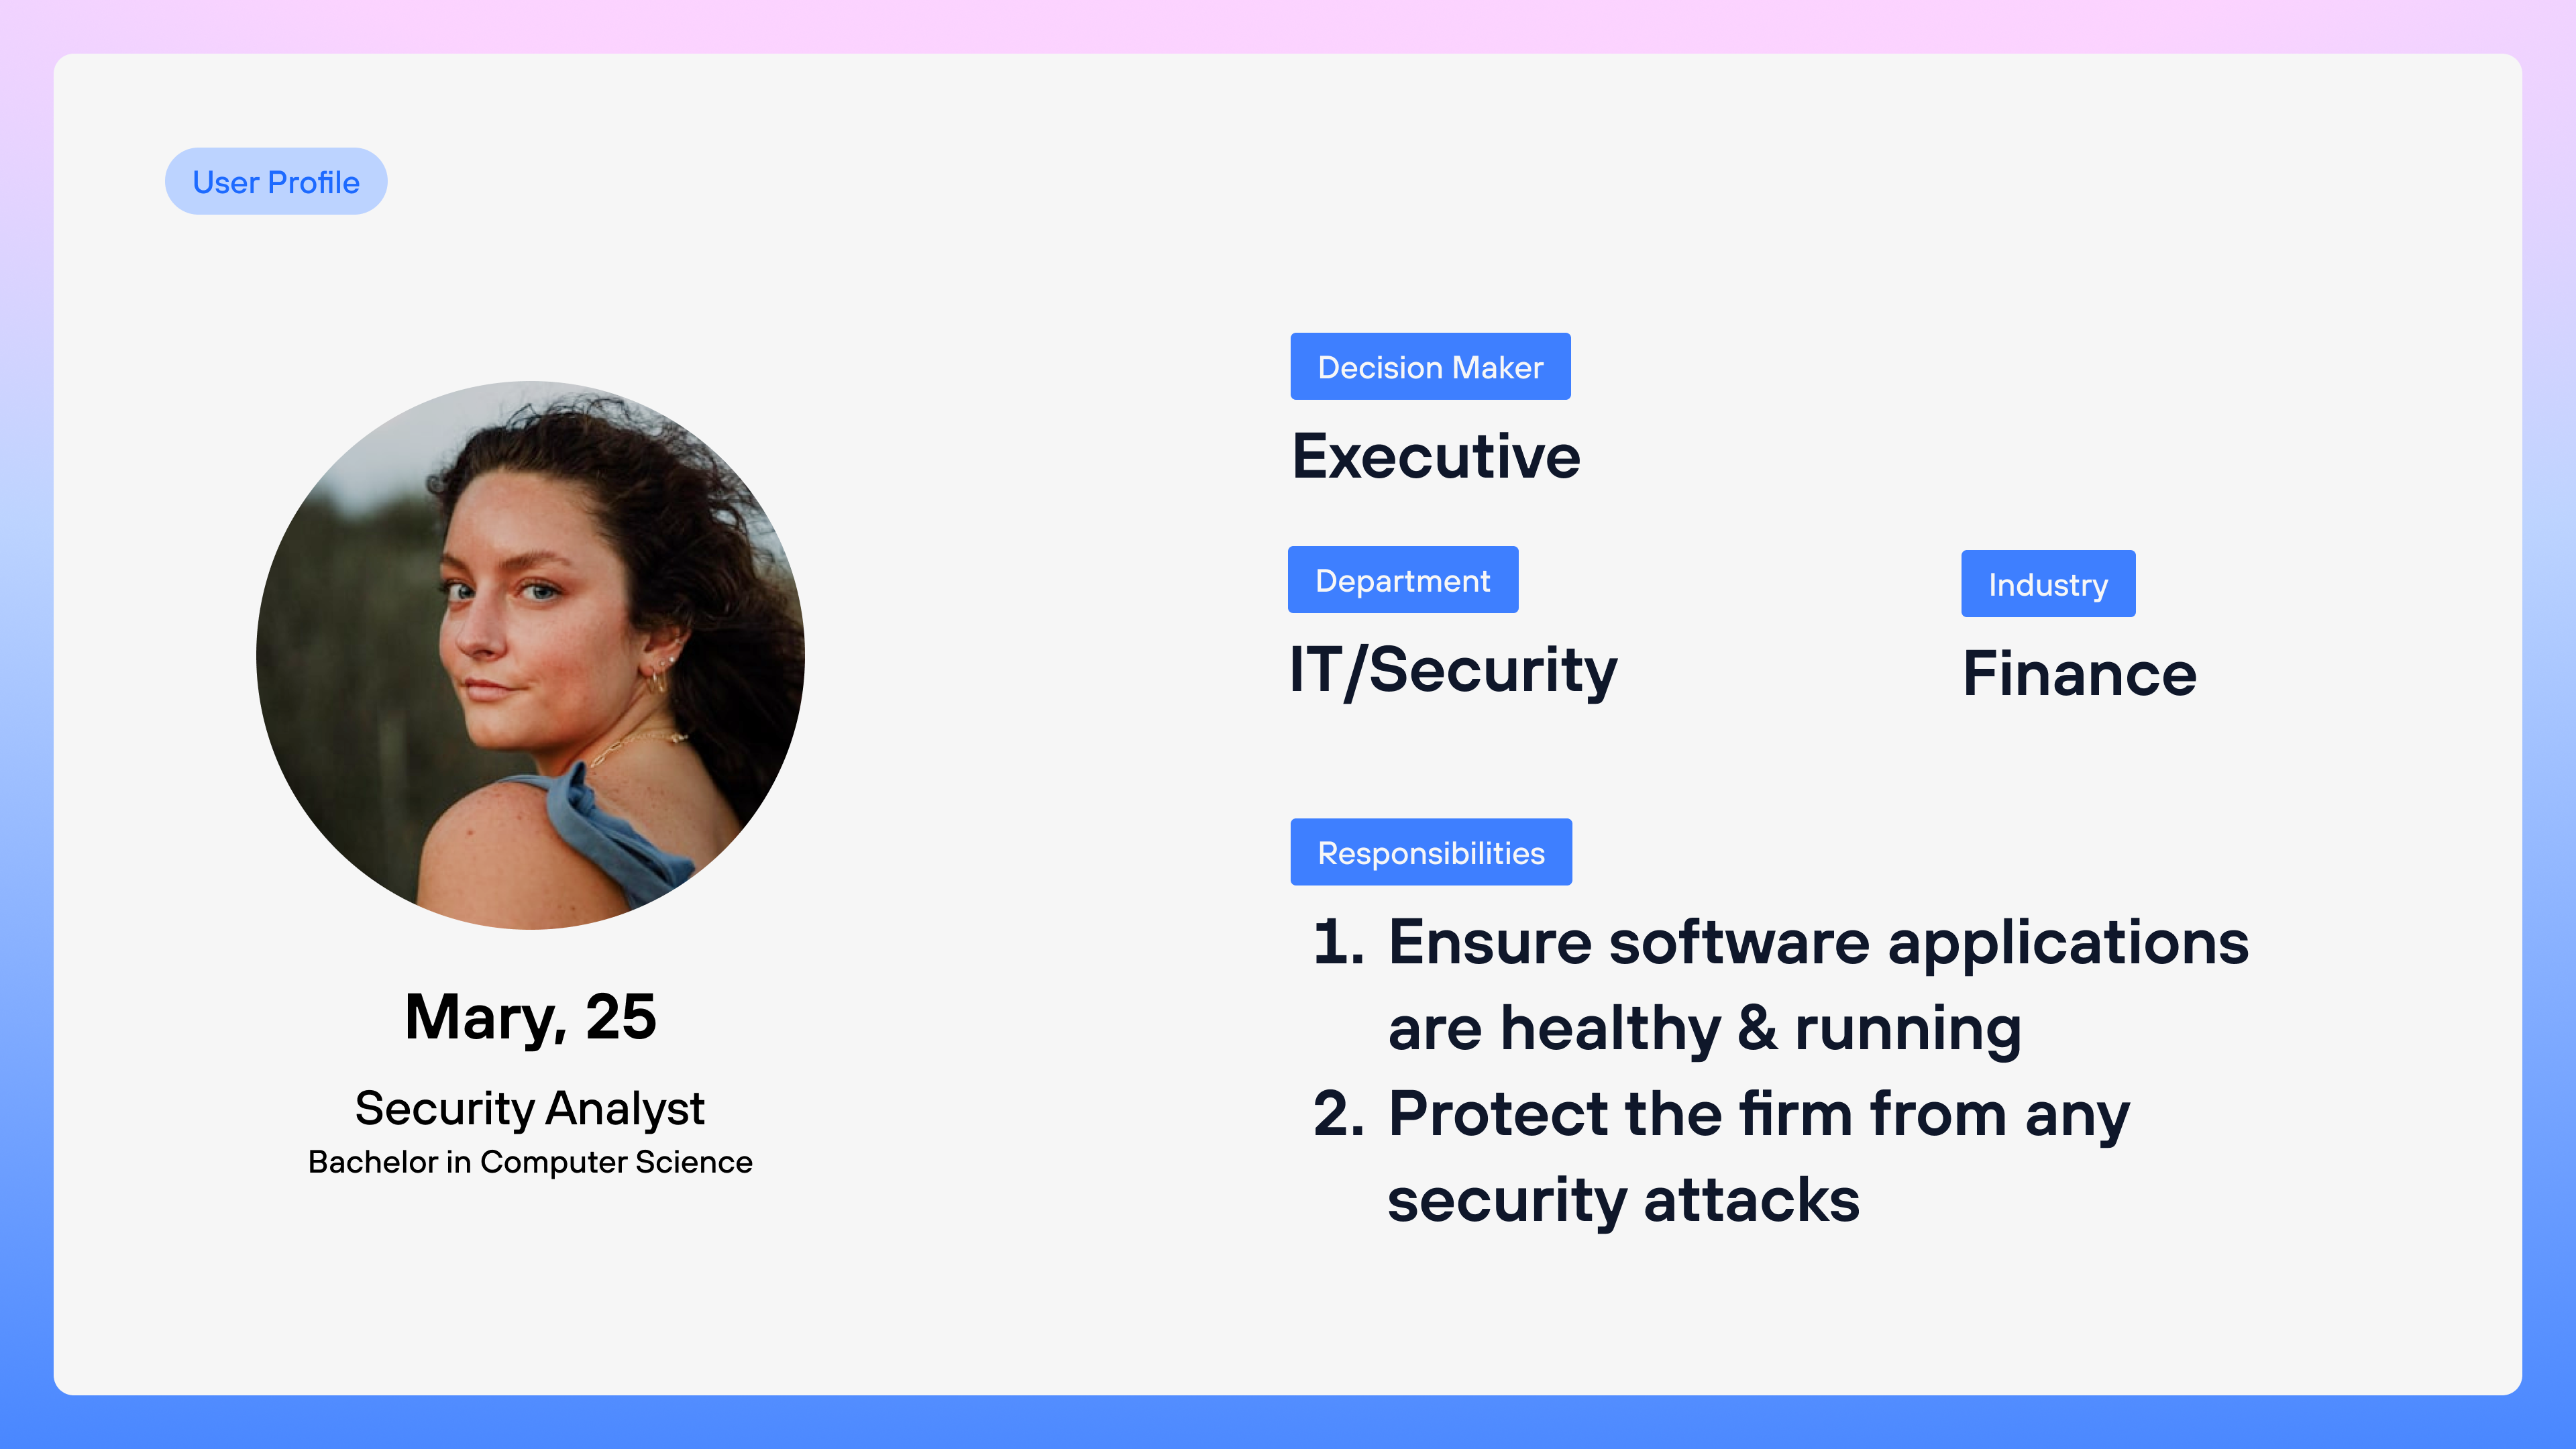 User Profile
Mary, 25
Security Analyst
Bachelor in Computer Science
Decision Maker
Executive
Department
IT/Security
Industry
Finance
Responsibilities
1. Ensure software applications
are healthy & running
2. Protect the firm from any
security attacks